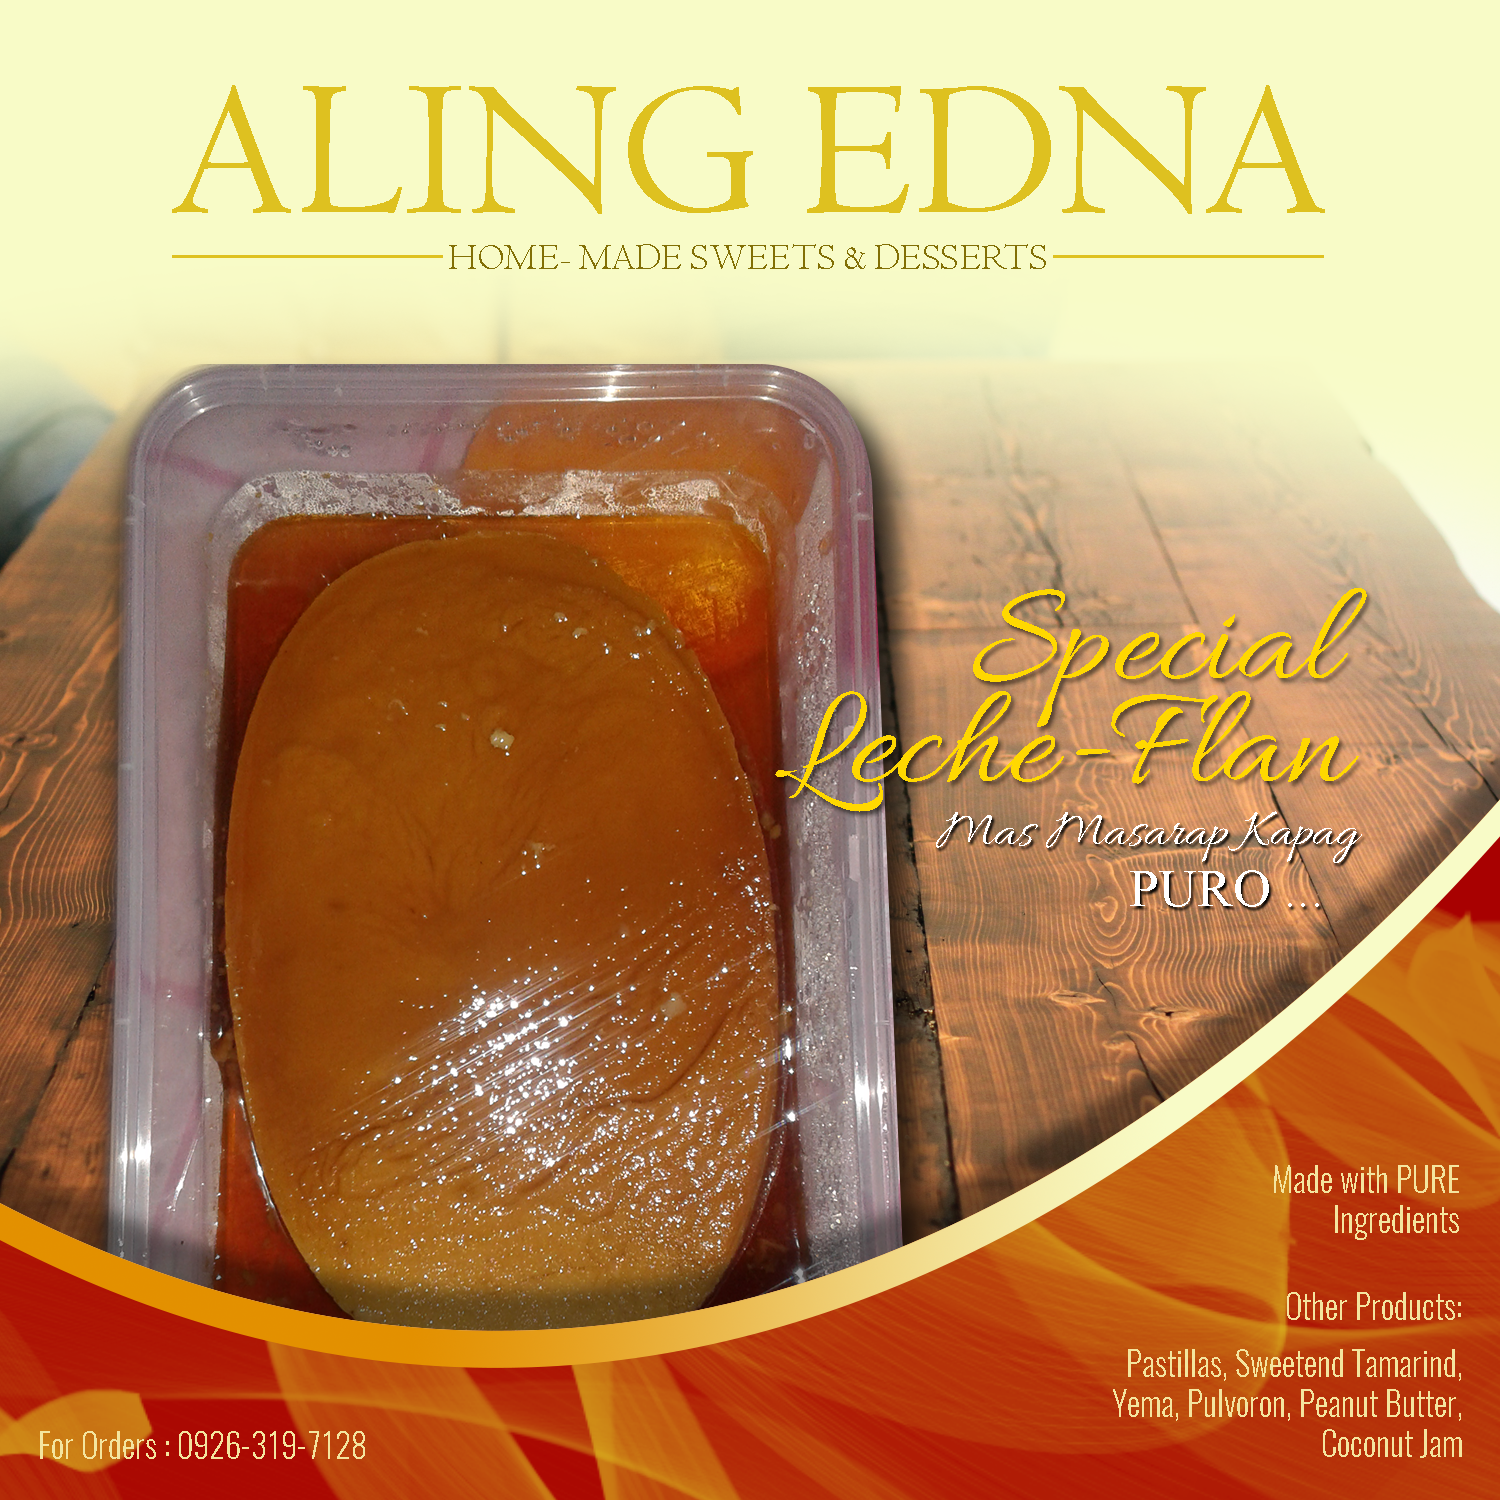 ALING EDNA
HOME- MADE SWEETS & DESSERTS
Special
Leche-Flan
Mas Masarap Kapag
PURO ...
Made with PURE
Ingredients
Other Products:
Pastillas, Sweetend Tamarind,
Yema, Pulvoron, Peanut Butter,
Coconut Jam
For Orders : 0926-319-7128